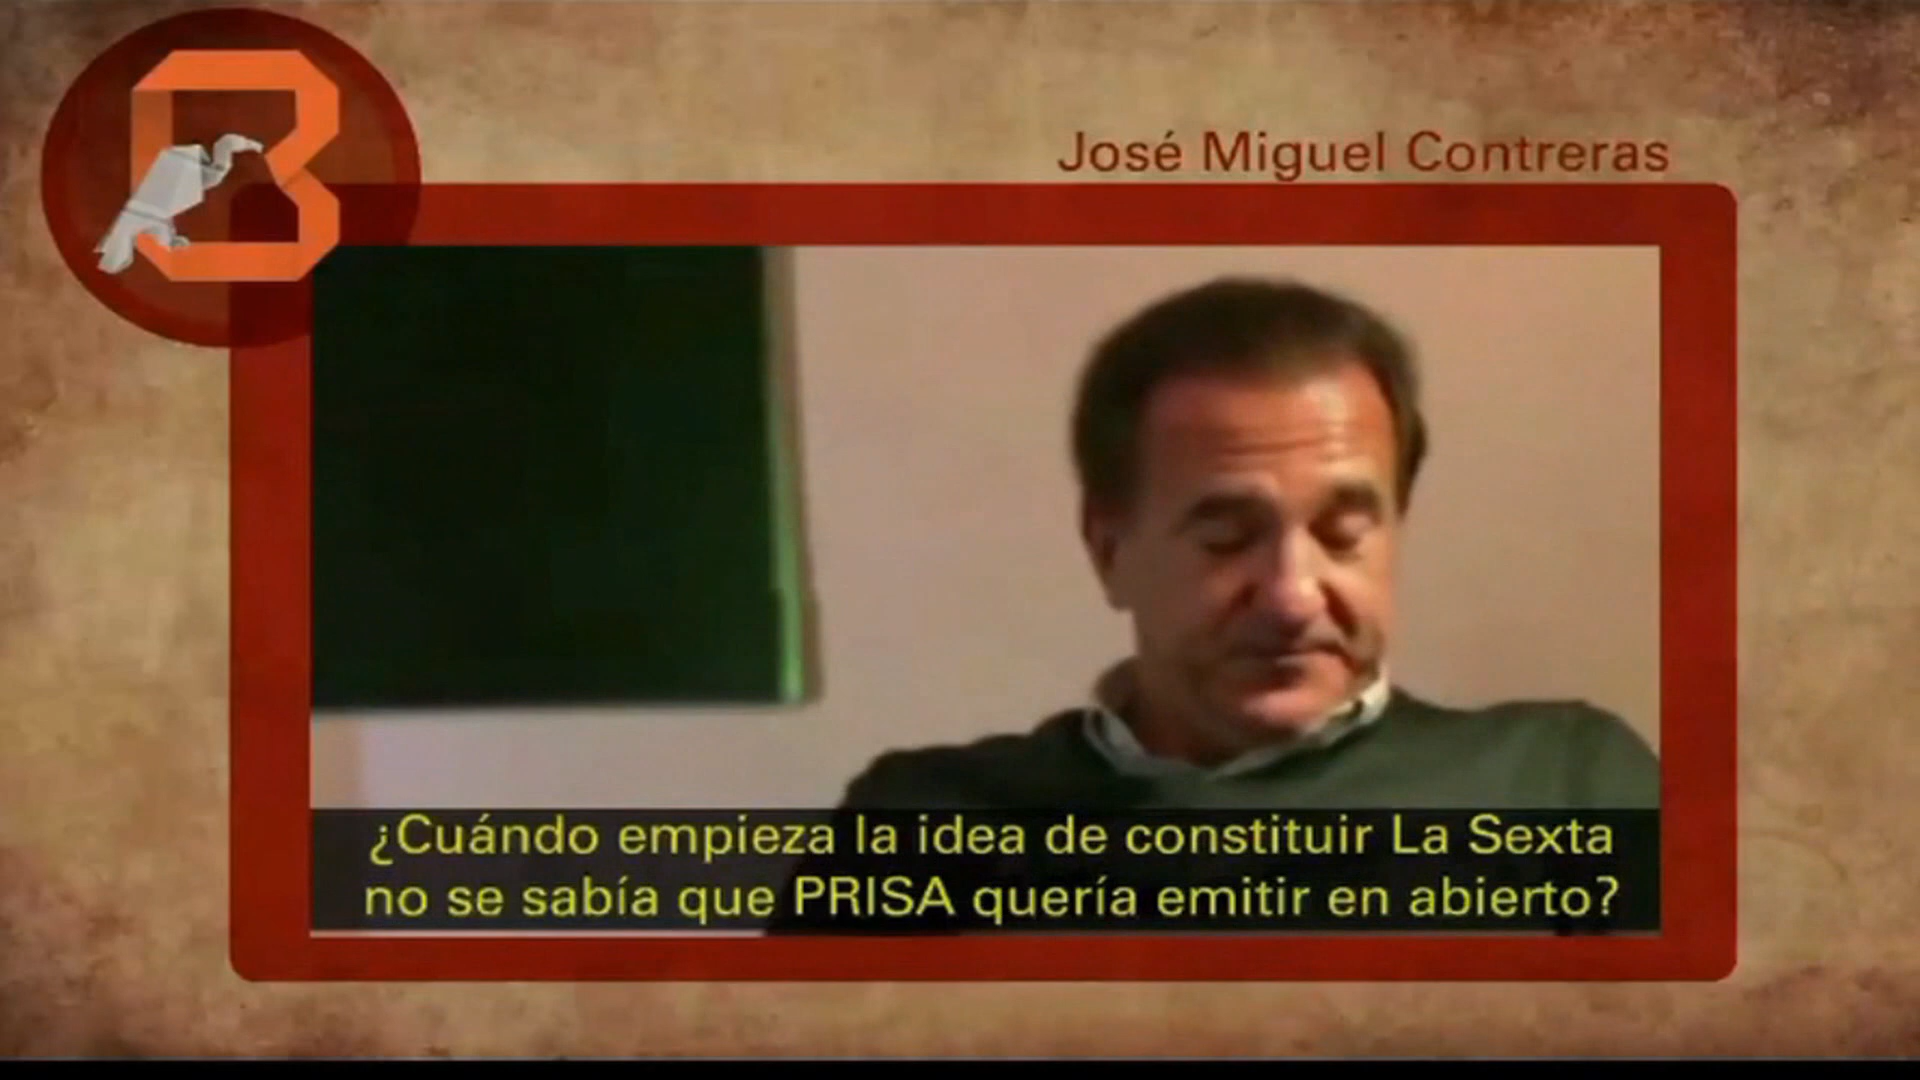 B
José Miguel Contreras
¿Cuándo empieza la idea de constituir La Sexta
no se sabía que PRISA quería emitir en abierto?